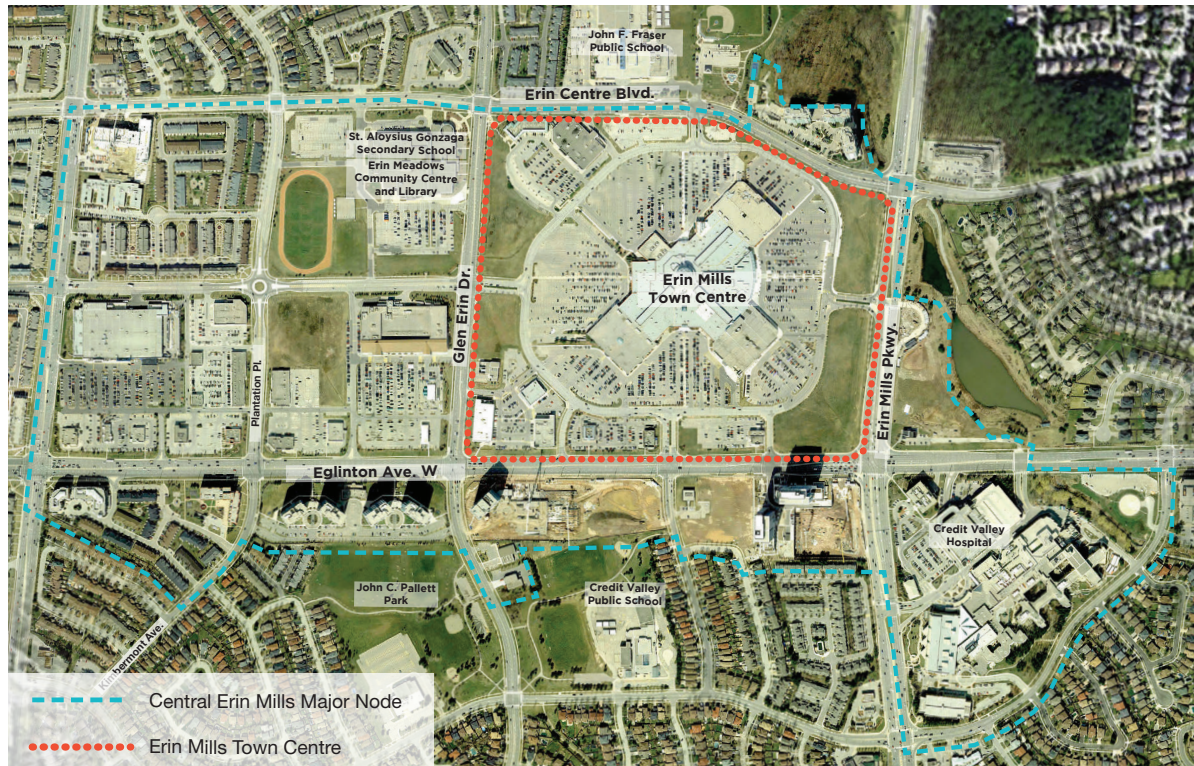 John F. Fraser
Public School
Erin Centre Blvd.
St. Aloysius Gonzaga
Secondary School
Erin Meadows
Community Centre
and Library
Erin Mills
Town Centre
Glen Erin Dr.
Erin Mills Pkwy.
Plantation Pl.
Eglinton Ave. W
Credit Valley
Hospital
John C. Pallett
Park
Credit Valley
Public School
Kimbermont Ave.
Central Erin Mills Major Node
Erin Mills Town Centre